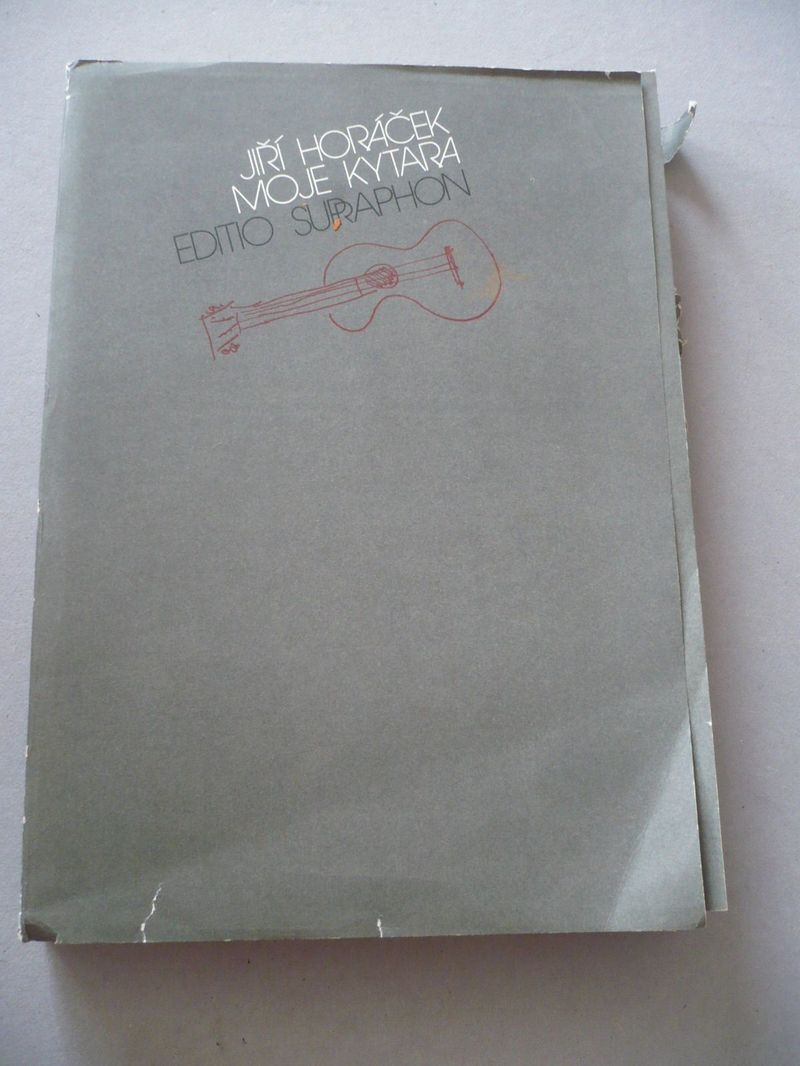 JIŘÍ HORÁČEK
MOJE KYTARA
EDITIO SUPRAPHON